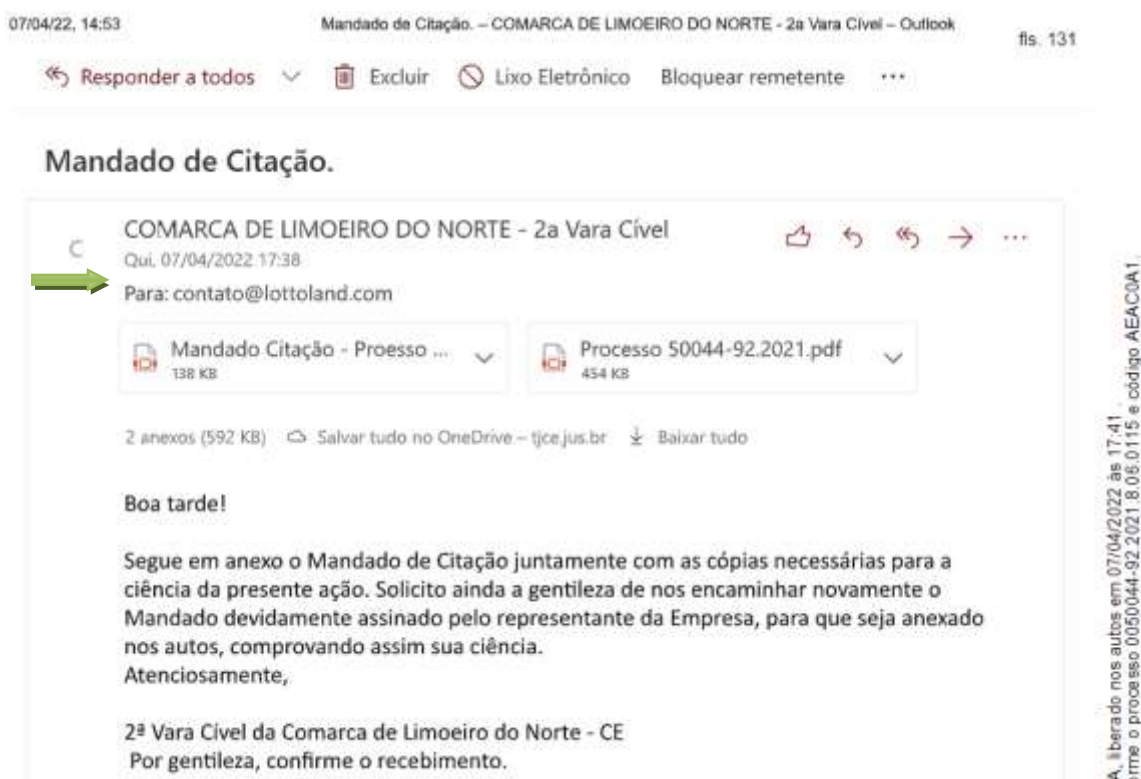 07/04/22, 14:53 Mandado de Citação. – COMARCA DE LIMOEIRO DO NORTE - 2a Vara Cível – Outlook
fls. 131
Responder a todos Excluir Lixo Eletrônico Bloquear remetente ...
Mandado de Citação.
C
COMARCA DE LIMOEIRO DO NORTE - 2a Vara Cível
Qui, 07/04/2022 17:38
Para: contato@lottoland.com
Mandado Citação - Proesso ...
138 KB
Processo 50044-92.2021.pdf
454 KB
2 anexos (592 KB) Salvar tudo no OneDrive – tjce.jus.br Baixar tudo
Boa tarde!
Segue em anexo o Mandado de Citação juntamente com as cópias necessárias para a
ciência da presente ação. Solicito ainda a gentileza de nos encaminhar novamente o
Mandado devidamente assinado pelo representante da Empresa, para que seja anexado
nos autos, comprovando assim sua ciência.
Atenciosamente,
2ª Vara Cível da Comarca de Limoeiro do Norte - CE
Por gentileza, confirme o recebimento.
A, liberado nos autos em 07/04/2022 às 17:41 .
rme o processo 0050044-92.2021.8.06.0115 e código AEAC0A1.